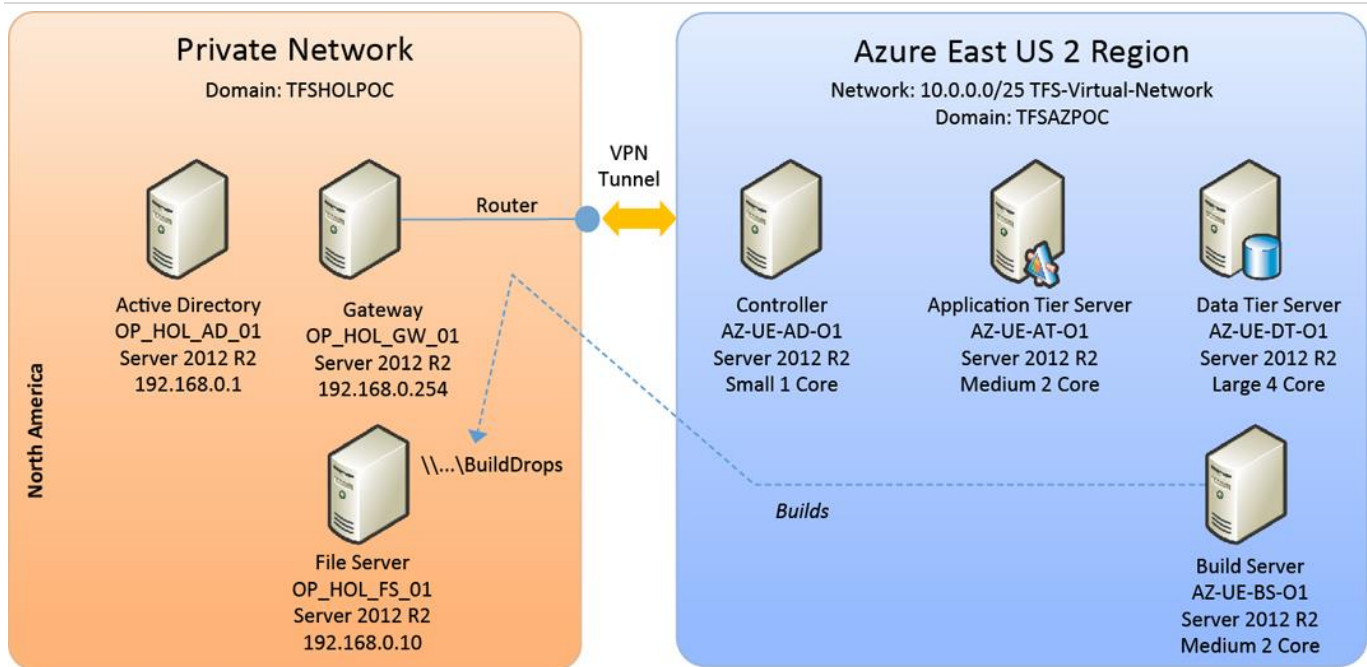 Private Network
Domain: TFSHOLPOC
Azure East US 2 Region
Network: 10.0.0.0/25 TFS-Virtual-Network
Domain: TFSAZPOC
VPN
Tunnel
Router
Active Directory
OP_HOL_AD_01
Server 2012 R2
192.168.0.1
Gateway
OP_HOL_GW_01
Server 2012 R2
192.168.0.254
Controller
AZ-UE-AD-O1
Server 2012 R2
Small 1 Core
Application Tier Server
AZ-UE-AT-O1
Server 2012 R2
Medium 2 Core
Data Tier Server
AZ-UE-DT-O1
Server 2012 R2
Large 4 Core
North America
\\...\BuildDrops
Builds
File Server
OP_HOL_FS_01
Server 2012 R2
192.168.0.10
Build Server
AZ-UE-BS-O1
Server 2012 R2
Medium 2 Core